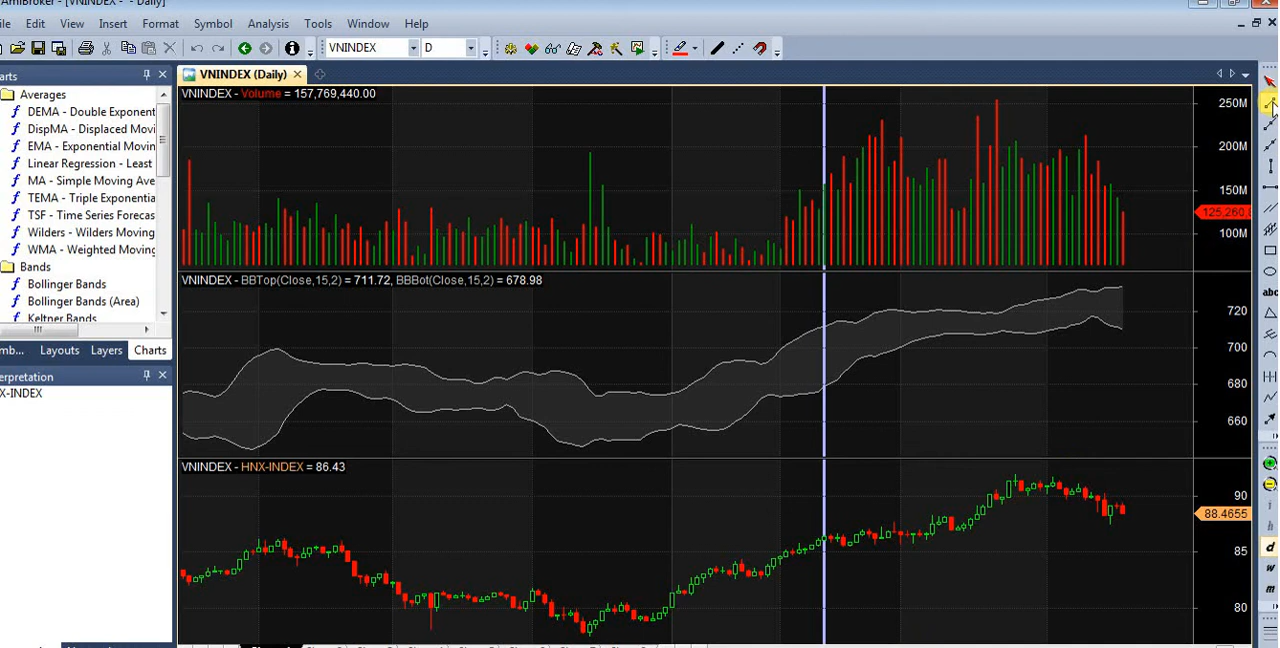 AmiBroker - [VNINDEX - - Daily]
File Edit View Insert Format Symbol Analysis Tools Window Help
VNINDEX D
arts
VNINDEX (Daily)
Averages
DEMA - Double Exponent
DispMA - Displaced Movi
EMA - Exponential Movin
Linear Regression - Least
MA - Simple Moving Ave
TEMA - Triple Exponentia
TSF - Time Series Forecas
Wilders - Wilders Moving
WMA - Weighted Moving
Bands
Bollinger Bands
Bollinger Bands (Area)
Keltner Bands
mb... Layouts Layers Charts
erpretation
X-INDEX
VNINDEX - Volume = 157,769,440.00
250M
200M
150M
125,260,
100M
VNINDEX - BBTop(Close,15,2) = 711.72, BBBot(Close,15,2) = 678.98
720
700
680
660
VNINDEX - HNX-INDEX = 86.43
90
88.4655
85
80
abc
d
w
m